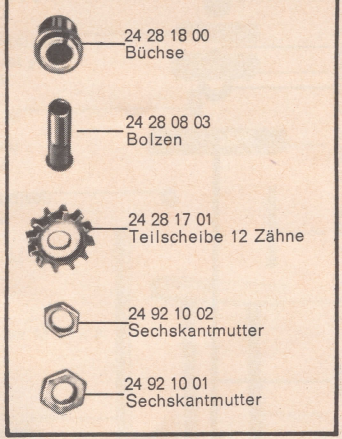 24 28 18 00
Büchse
24 28 08 03
Bolzen
24 28 17 01
Teilscheibe 12 Zähne
24 92 10 02
Sechskantmutter
24 92 10 01
Sechskantmutter